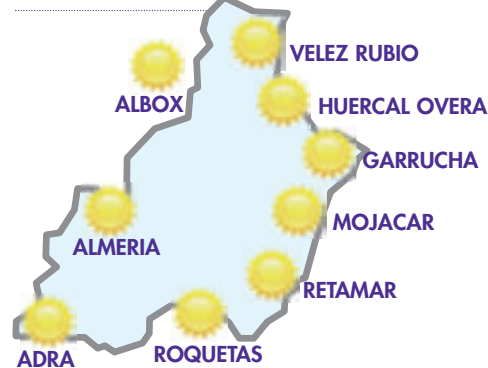 VELEZ RUBIO
ALBOX
HUERCAL OVERA
GARRUCHA
MOJACAR
ALMERIA
RETAMAR
ROQUETAS
ADRA